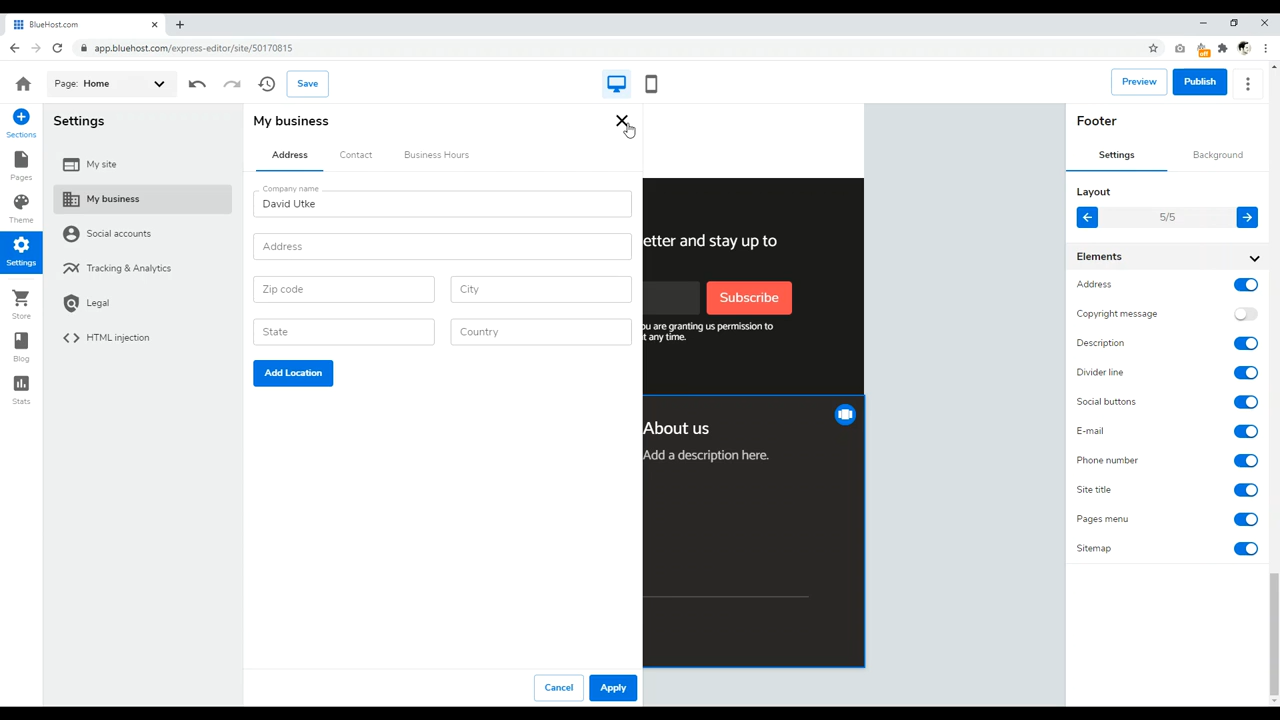 BlueHost.com
app.bluehost.com/express-editor/site/50170815
off
Page: Home
Save
Preview
Publish
Sections
Pages
Theme
Settings
Store
Blog
Stats
Settings
My site
My business
Social accounts
Tracking & Analytics
Legal
HTML injection
My business
Address
Contact
Business Hours
Company name
David Utke
Address
Zip code
City
State
Country
Add Location
Cancel
Apply
etter and stay up to
Subscribe
ou are granting us permission to
t any time.
About us
Add a description here.
Footer
Settings
Background
Layout
5/5
Elements
Address
Copyright message
Description
Divider line
Social buttons
E-mail
Phone number
Site title
Pages menu
Sitemap